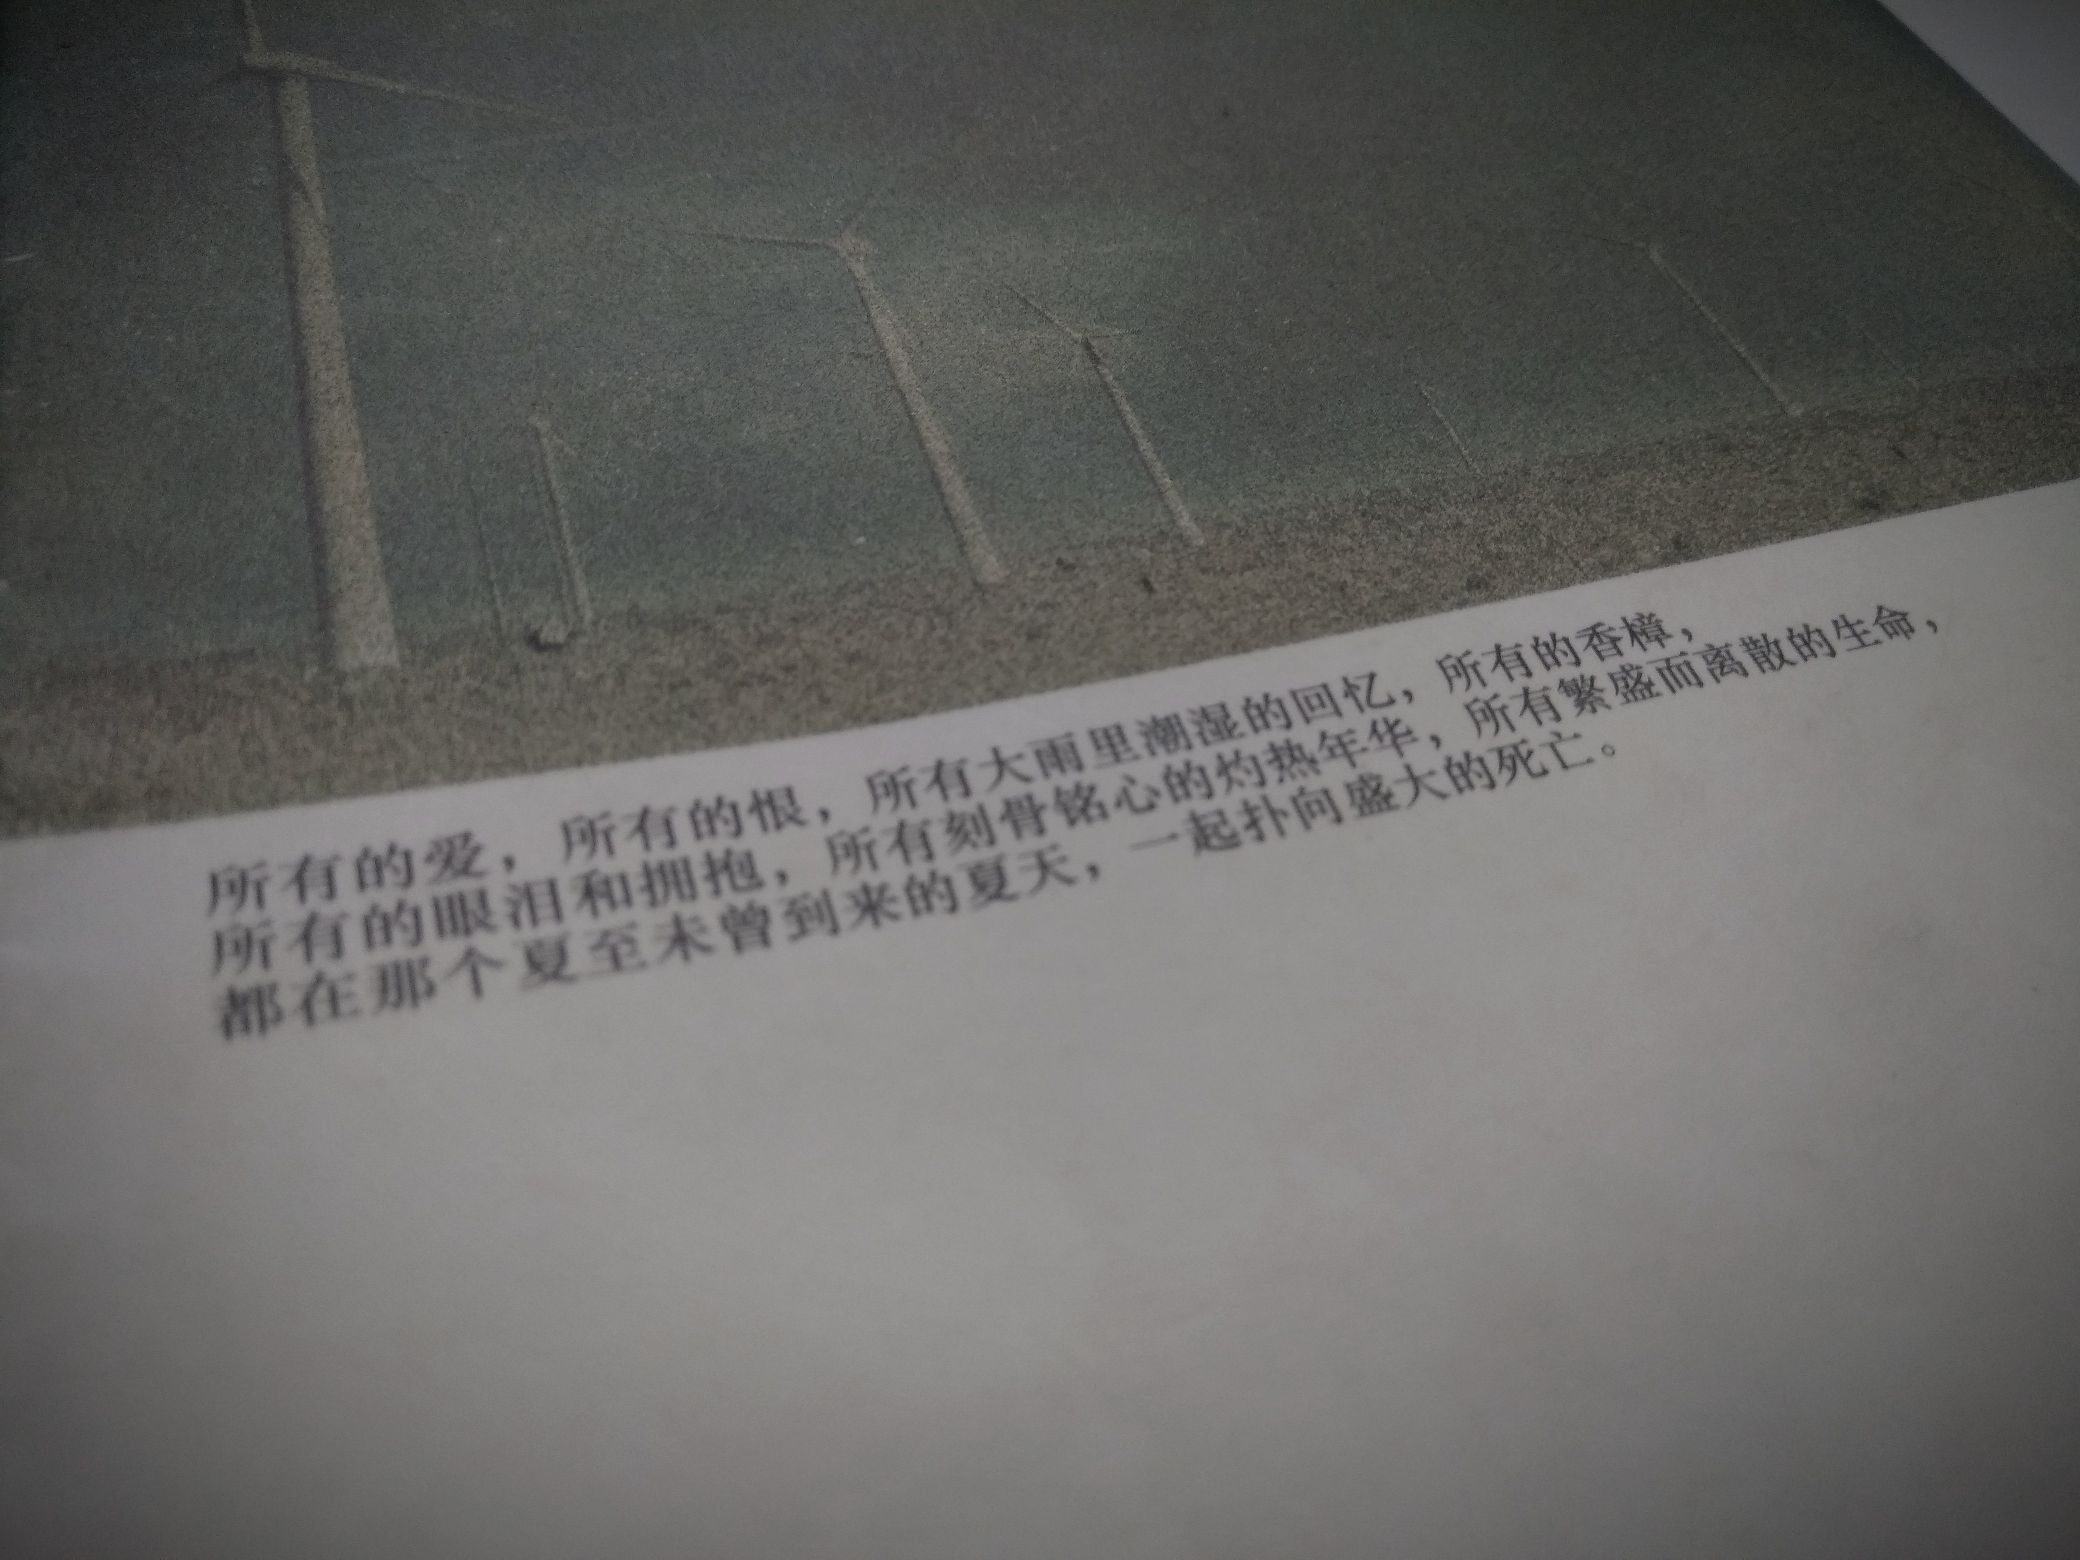 所有的爱，所有的恨，所有大雨里潮湿的回忆，所有的香樟，
所有的眼泪和拥抱，所有刻骨铭心的灼热年华，所有繁盛而离散的生命，
都在那个夏至未曾到来的夏天，一起扑向盛大的死亡。